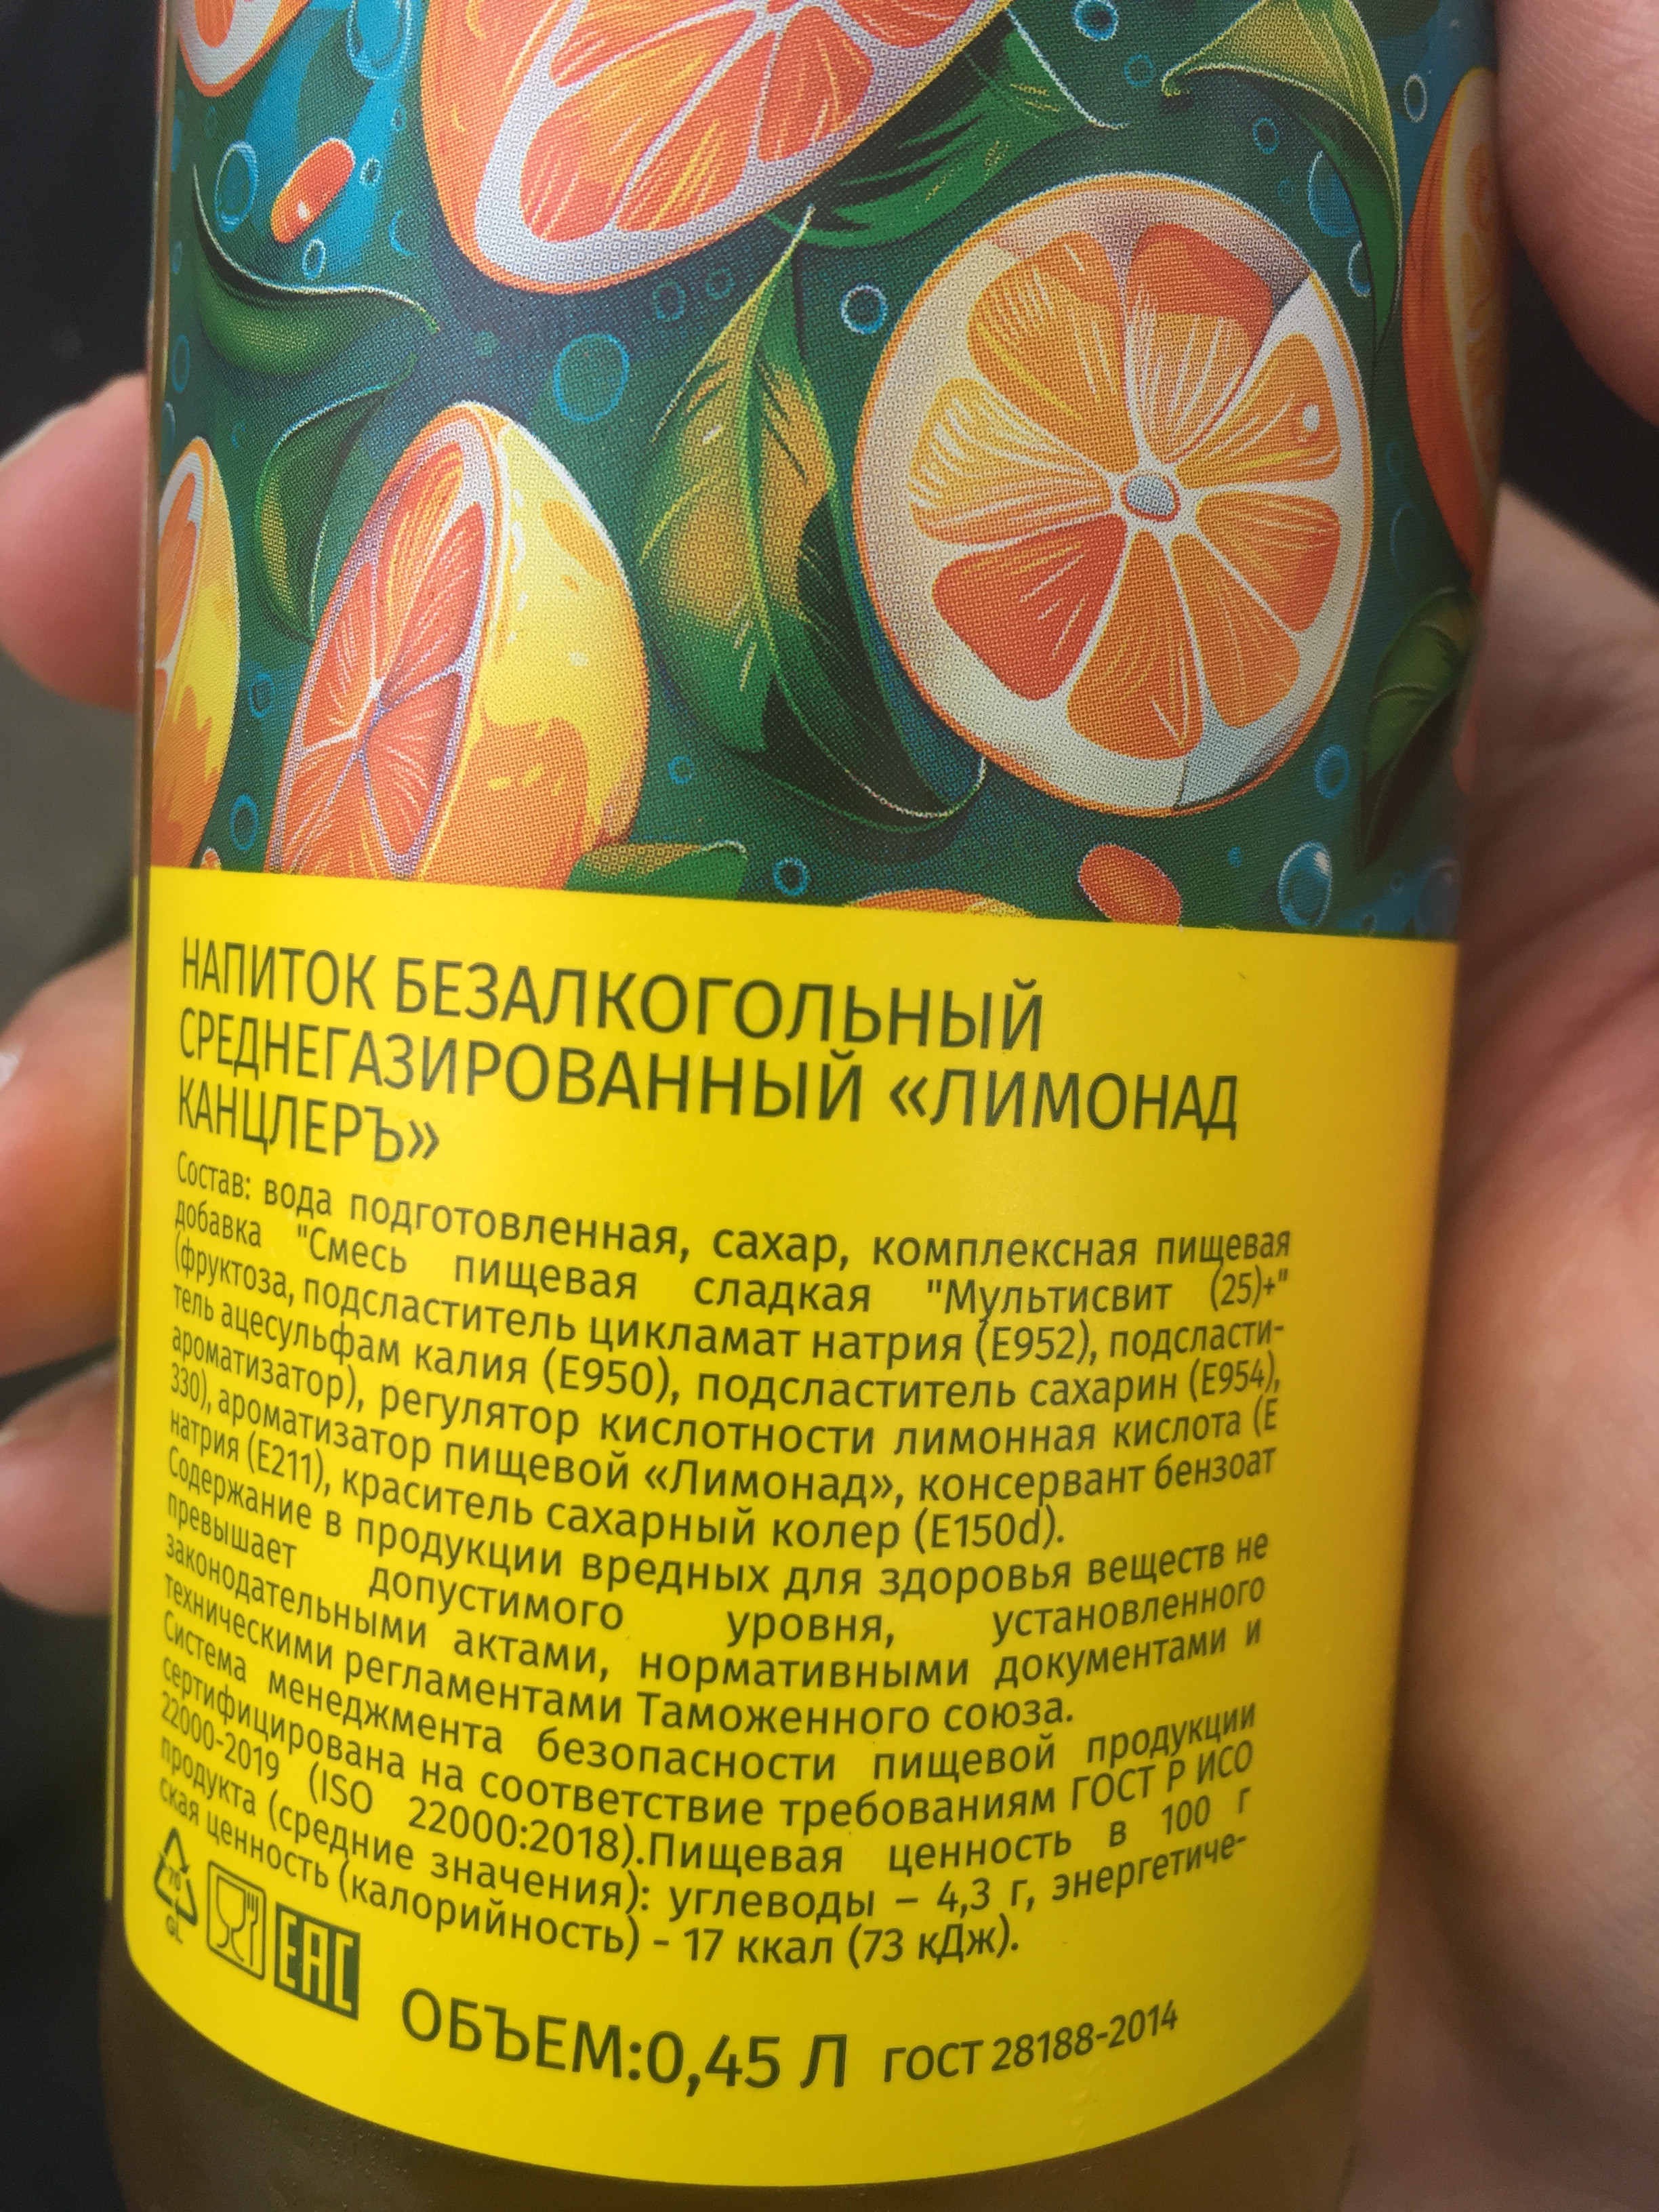 НАПИТОК БЕЗАЛКОГОЛЬНЫЙ
СРЕДНЕГАЗИРОВАННЫЙ «ЛИМОНАД
КАНЦЛЕРЪ»
Состав: вода подготовленная, сахар, комплексная пищевая
добавка "Смесь пищевая сладкая "Мультисвит (25)+"
(фруктоза, подсластитель цикламат натрия (Е952), подсласти-
тель ацесульфам калия (Е950), подсластитель сахарин (Е954),
ароматизатор), регулятор кислотности лимонная кислота (Е
330), ароматизатор пищевой «Лимонад», консервант бензоат
натрия (Е211), краситель сахарный колер (Е150d).
Содержание в продукции вредных для здоровья веществ не
превышает допустимого уровня, установленного
законодательными актами, нормативными документами и
техническими регламентами Таможенного союза.
Система менеджмента безопасности пищевой продукции
сертифицирована на соответствие требованиям ГОСТ Р ИСО
22000-2019 (ISO 22000:2018).Пищевая ценность в 100 г
продукта (средние значения): углеводы – 4,3 г, энергетиче-
ская ценность (калорийность) - 17 ккал (73 кДж).
70
GL
EAC
ОБЪЕМ:0,45 Л ГОСТ 28188-2014